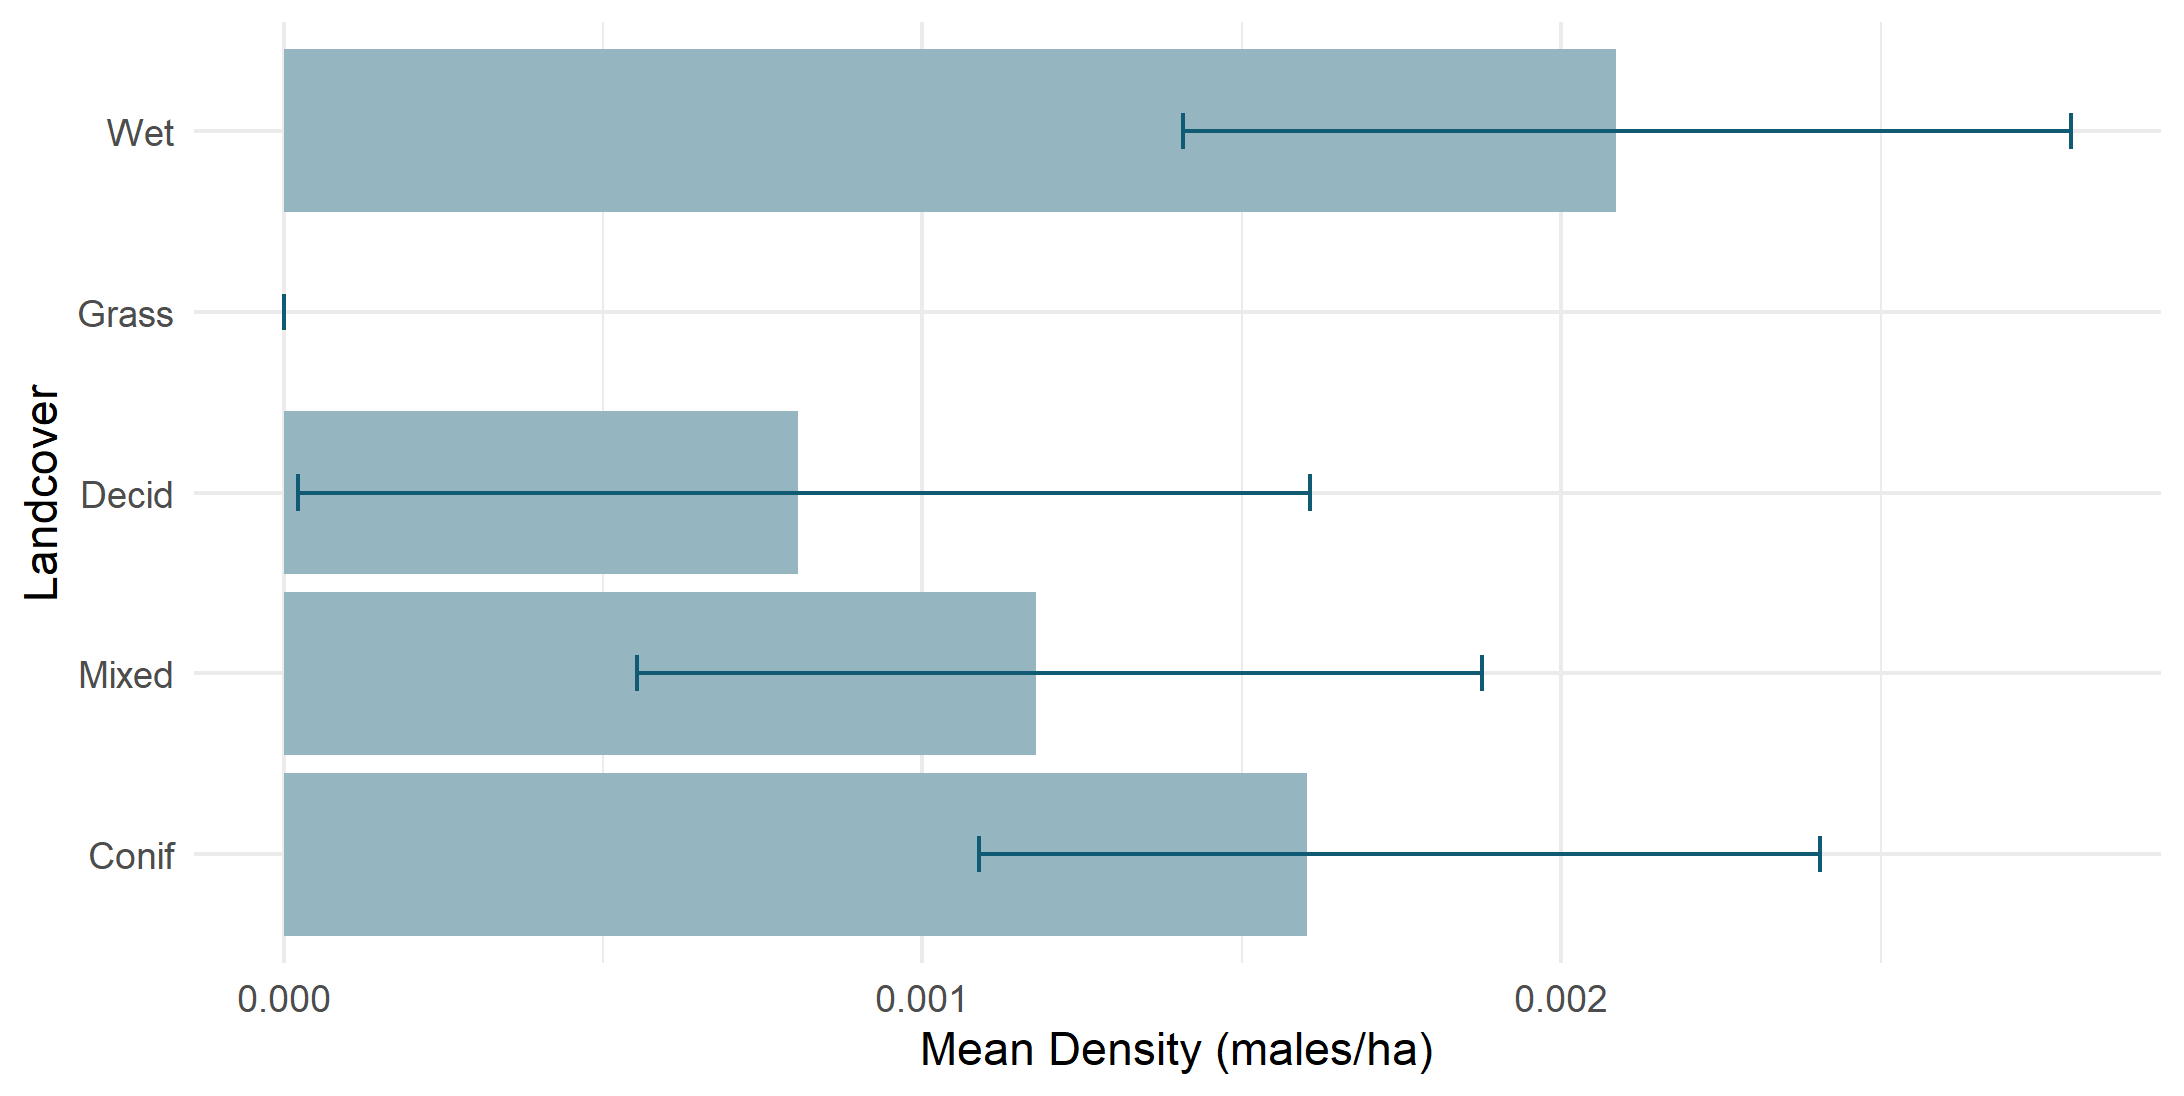 Landcover
Wet
Grass
Decid
Mixed
Conif
0.000 0.001 0.002
Mean Density (males/ha)